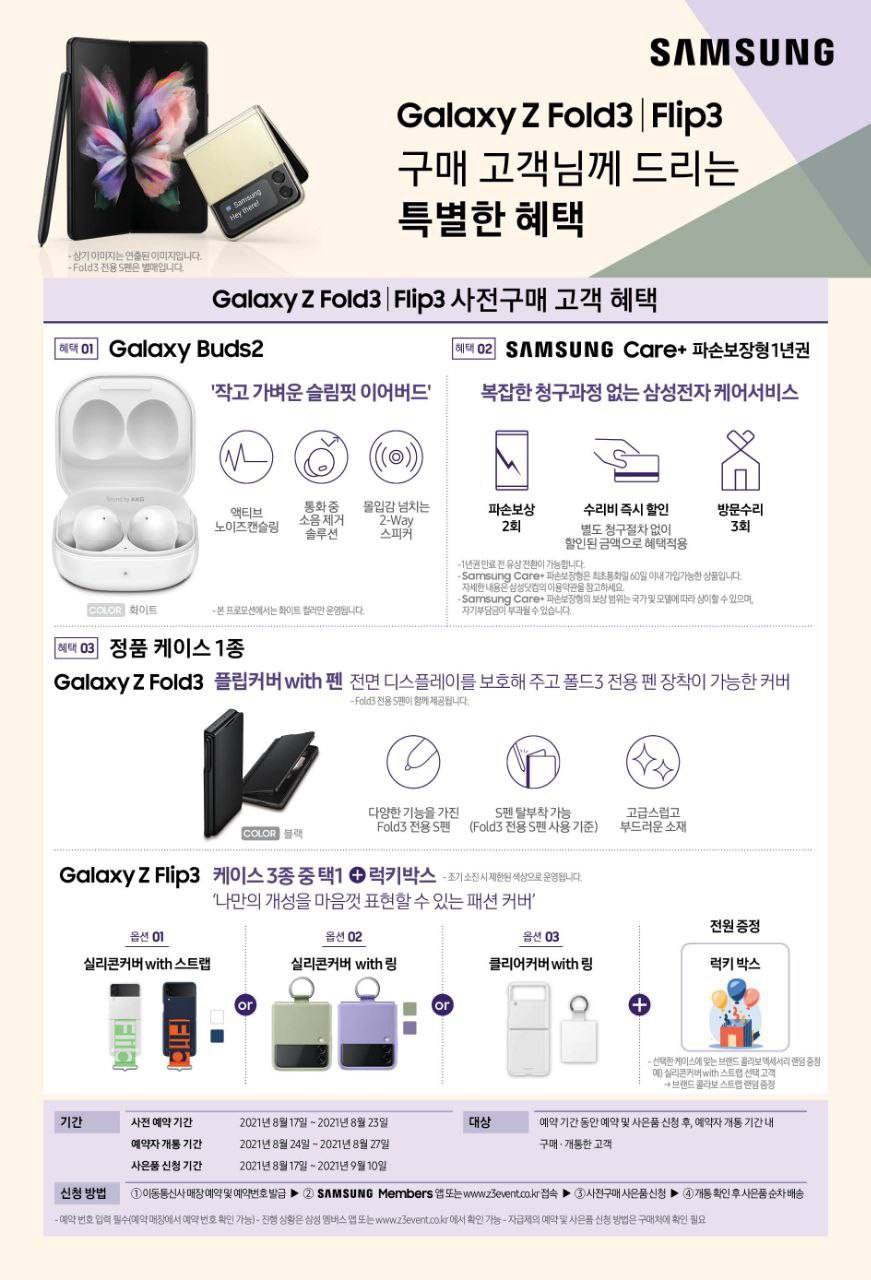 SAMSUNG
Galaxy Z Fold3 | Flip3
구매 고객님께 드리는
특별한 혜택
Samsung
Hey there!
- 상기 이미지는 연출된 이미지입니다.
- Fold3 전용 S펜은 별매입니다.
Galaxy Z Fold3 | Flip3 사전구매 고객 혜택
혜택 01 Galaxy Buds2
'작고 가벼운 슬림핏 이어버드'
액티브
노이즈캔슬링
통화 중
소음 제거
솔루션
몰입감 넘치는
2-Way
스피커
Sound by AKG
COLOR 화이트
- 본 프로모션에서는 화이트 컬러만 운영됩니다.
혜택 02 SAMSUNG Care+ 파손보장형 1년권
복잡한 청구과정 없는 삼성전자 케어서비스
파손보상
2회
수리비 즉시 할인
별도 청구절차 없이
할인된 금액으로 혜택적용
방문수리
3회
- 1년권 만료 전 유상 전환이 가능합니다.
- Samsung Care+ 파손보장형은 최초통화일 60일 이내 가입가능한 상품입니다.
자세한 내용은 삼성닷컴의 이용약관을 참고하세요.
- Samsung Care+ 파손보장형의 보상 범위는 국가 및 모델에 따라 상이할 수 있으며,
자기부담금이 부과될 수 있습니다.
혜택 03 정품 케이스 1종
Galaxy Z Fold3 플립커버 with 펜 전면 디스플레이를 보호해 주고 폴드3 전용 펜 장착이 가능한 커버
- Fold3 전용 S펜이 함께 제공됩니다.
COLOR 블랙
다양한 기능을 가진
Fold3 전용 S펜
S펜 탈부착 가능
(Fold3 전용 S펜 사용 기준)
고급스럽고
부드러운 소재
Galaxy Z Flip3 케이스 3종 중 택1 + 럭키박스 - 조기 소진 시 제한된 색상으로 운영됩니다.
'나만의 개성을 마음껏 표현할 수 있는 패션 커버'
옵션 01
실리콘커버 with 스트랩
or
옵션 02
실리콘커버 with 링
or
옵션 03
클리어커버 with 링
+
전원 증정
럭키 박스
- 선택한 케이스에 맞는 브랜드 콜라보 액세서리 랜덤 증정
예) 실리콘커버 with 스트랩 선택 고객
→ 브랜드 콜라보 스트랩 랜덤 증정
기간
사전 예약 기간 2021년 8월 17일 ~ 2021년 8월 23일
예약자 개통 기간 2021년 8월 24일 ~ 2021년 8월 27일
사은품 신청 기간 2021년 8월 17일 ~ 2021년 9월 10일
대상
예약 기간 동안 예약 및 사은품 신청 후, 예약자 개통 기간 내
구매 · 개통한 고객
신청 방법 ① 이동통신사 매장 예약 및 예약번호 발급 ▶ ② SAMSUNG Members 앱 또는 www.z3event.co.kr 접속 ▶ ③ 사전구매 사은품 신청 ▶ ④ 개통 확인 후 사은품 순차 배송
- 예약 번호 입력 필수(예약 매장에서 예약 번호 확인 가능) - 진행 상황은 삼성 멤버스 앱 또는 www.z3event.co.kr 에서 확인 가능 - 자급제의 예약 및 사은품 신청 방법은 구매처에 확인 필요